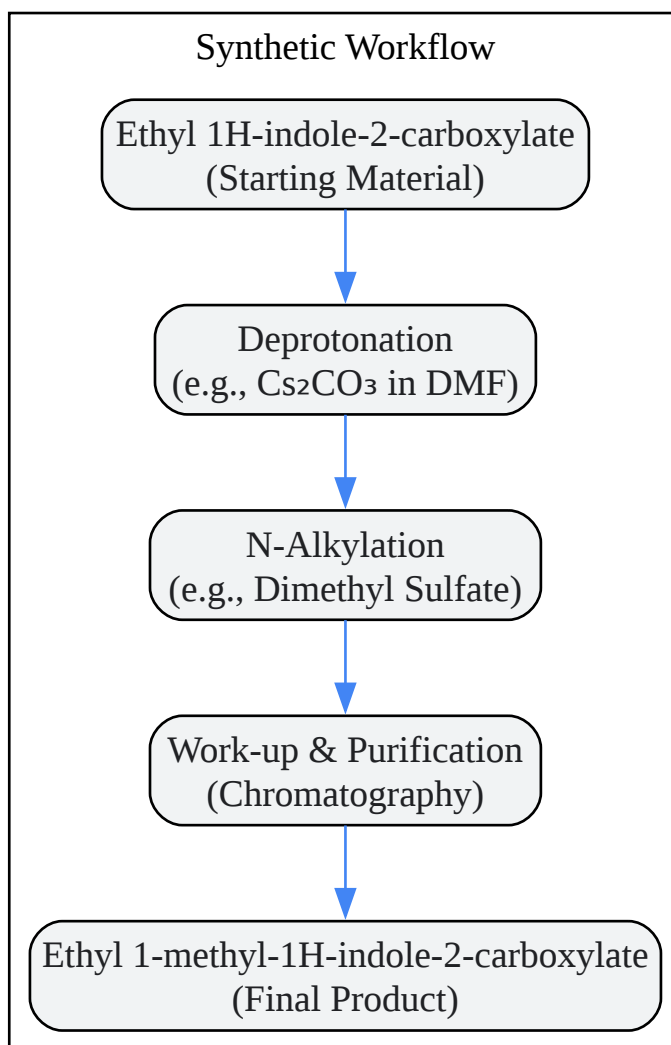 Synthetic Workflow
Ethyl 1H-indole-2-carboxylate
(Starting Material)
Deprotonation
(e.g., Cs₂CO₃ in DMF)
N-Alkylation
(e.g., Dimethyl Sulfate)
Work-up & Purification
(Chromatography)
Ethyl 1-methyl-1H-indole-2-carboxylate
(Final Product)